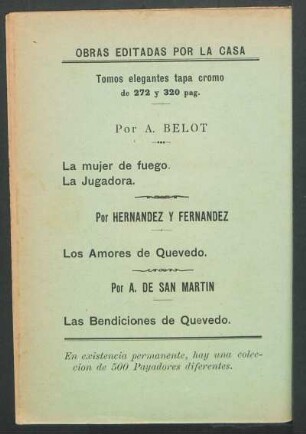 OBRAS EDITADAS POR LA CASA
Tomos elegantes tapa cromo
de 272 y 320 pag.
Por A. BELOT
La mujer de fuego.
La Jugadora.
Por HERNANDEZ Y FERNANDEZ
Los Amores de Quevedo.
Por A. DE SAN MARTIN
Las Bendiciones de Quevedo.
En existencia permanente, hay una colec-
cion de 500 Payadores diferentes.